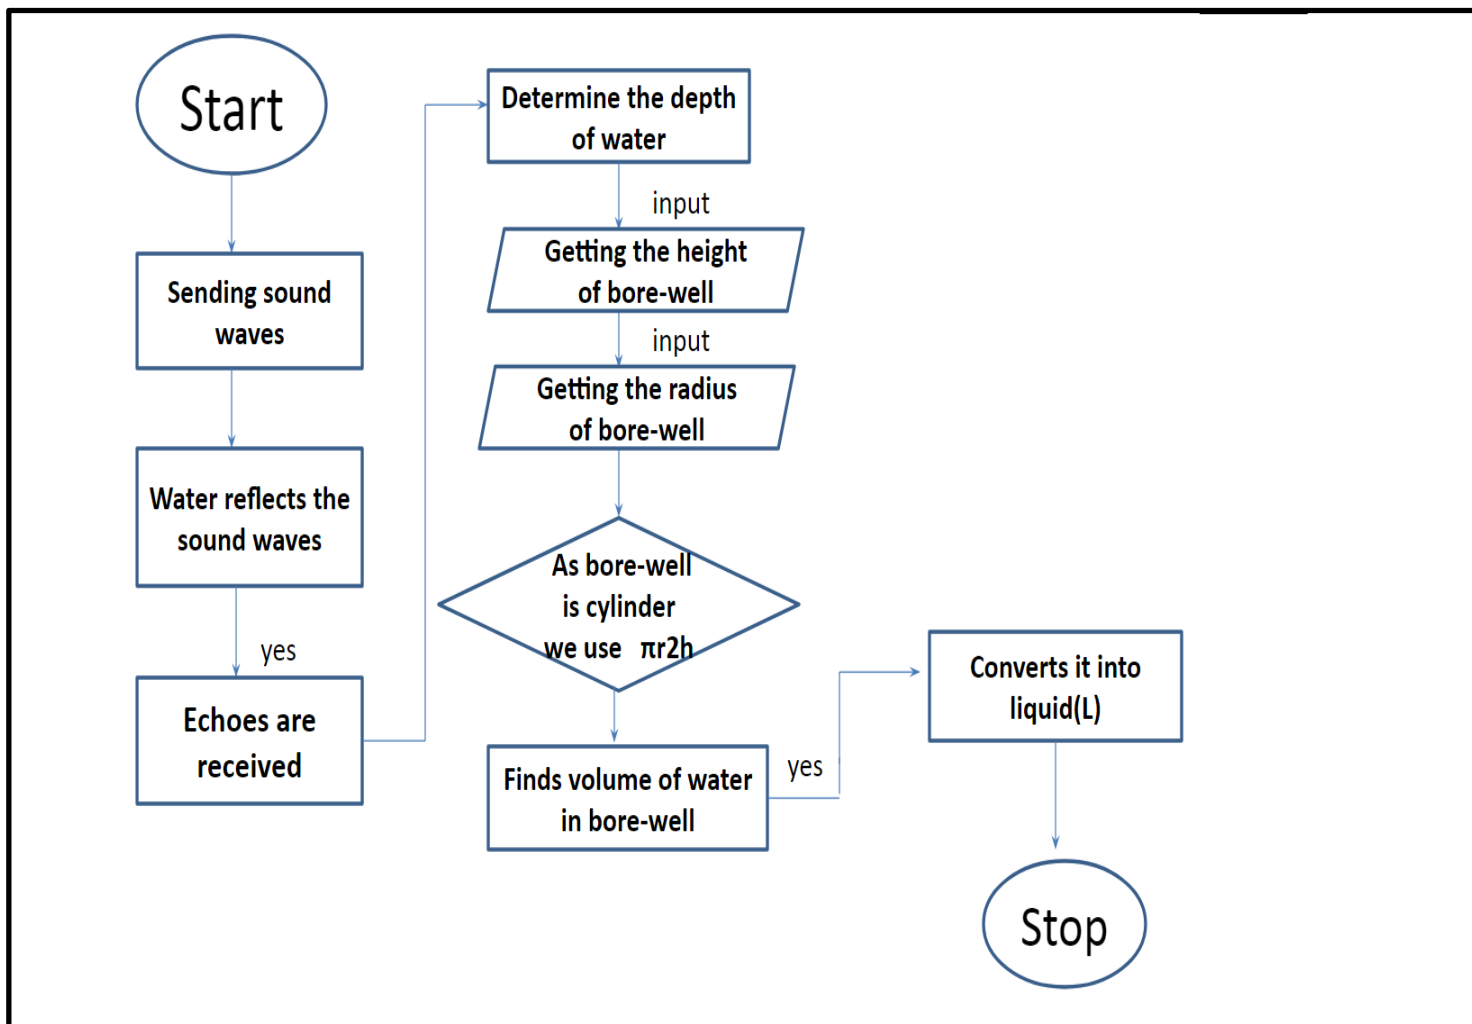 Start
Sending sound
waves
Water reflects the
sound waves
yes
Echoes are
received
Determine the depth
of water
input
Getting the height
of bore-well
input
Getting the radius
of bore-well
As bore-well
is cylinder
we use πr2h
Finds volume of water
in bore-well
yes
Converts it into
liquid(L)
Stop